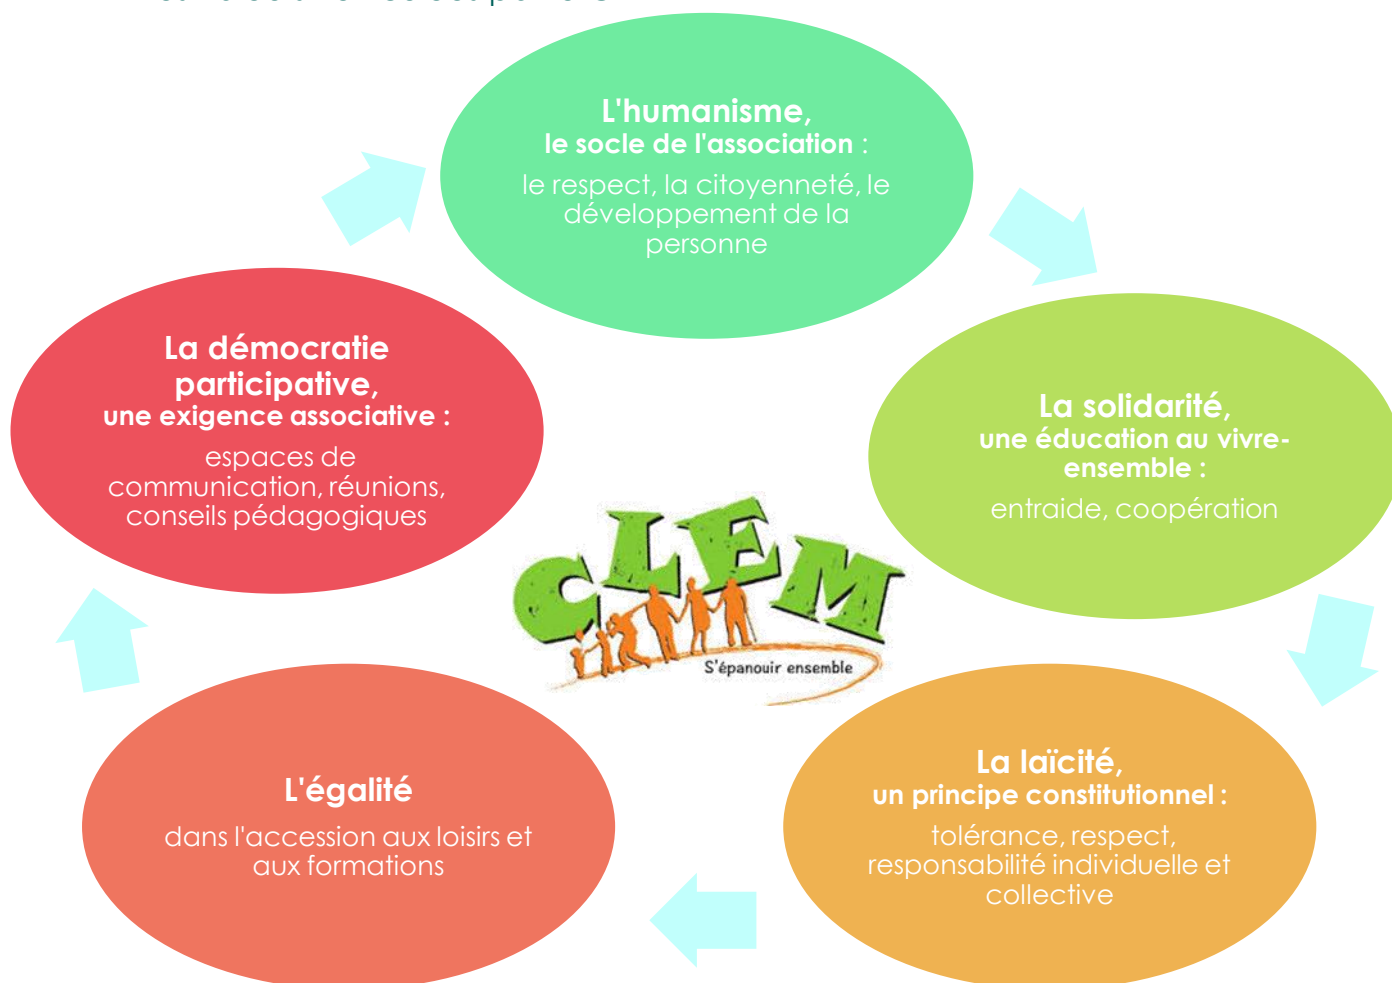 L'humanisme,
le socle de l'association :
le respect, la citoyenneté, le
développement de la
personne
La solidarité,
une éducation au vivre-
ensemble :
entraide, coopération
La laïcité,
un principe constitutionnel :
tolérance, respect,
responsabilité individuelle et
collective
L'égalité
dans l'accession aux loisirs et
aux formations
La démocratie
participative,
une exigence associative :
espaces de
communication, réunions,
conseils pédagogiques
CLEM
S'épanouir ensemble